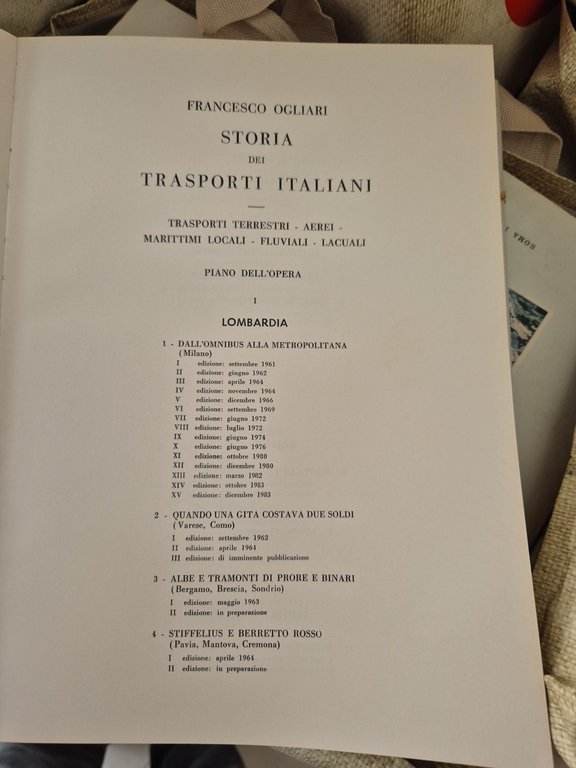 FRANCESCO OGLIARI
STORIA
DEI
TRASPORTI ITALIANI
TRASPORTI TERRESTRI - AEREI -
MARITTIMI LOCALI - FLUVIALI - LACUALI
PIANO DELL'OPERA
I
LOMBARDIA
1 - DALL'OMNIBUS ALLA METROPOLITANA
(Milano)
I edizione: settembre 1961
II edizione: giugno 1962
III edizione: aprile 1964
IV edizione: novembre 1964
V edizione: dicembre 1966
VI edizione: settembre 1969
VII edizione: giugno 1972
VIII edizione: luglio 1972
IX edizione: giugno 1974
X edizione: giugno 1976
XI edizione: ottobre 1980
XII edizione: dicembre 1980
XIII edizione: marzo 1982
XIV edizione: ottobre 1983
XV edizione: dicembre 1983
2 - QUANDO UNA GITA COSTAVA DUE SOLDI
(Varese, Como)
I edizione: settembre 1962
II edizione: aprile 1964
III edizione: di imminente pubblicazione
3 - ALBE E TRAMONTI DI PRORE E BINARI
(Bergamo, Brescia, Sondrio)
I edizione: maggio 1963
II edizione: in preparazione
4 - STIFFELIUS E BERRETTO ROSSO
(Pavia, Mantova, Cremona)
I edizione: aprile 1964
II edizione: in preparazione